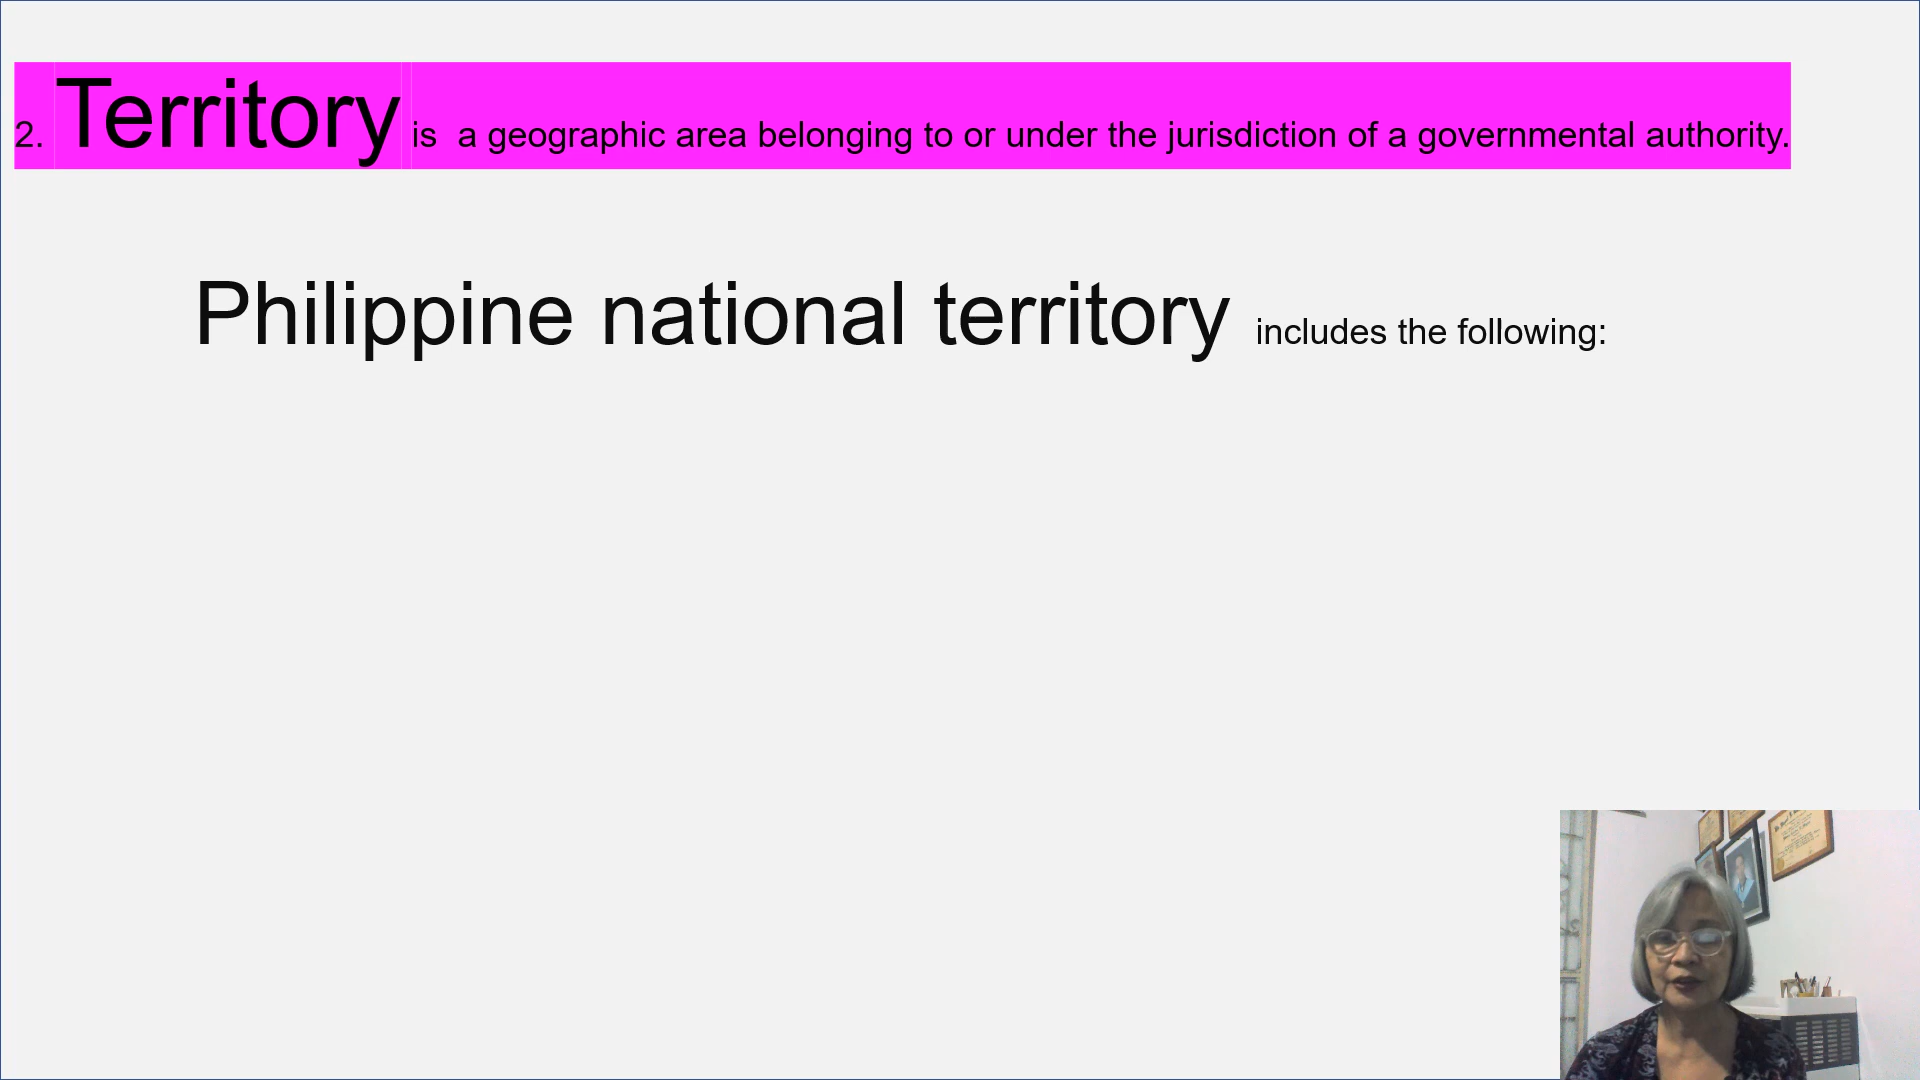 2. Territory is  a geographic area belonging to or under the jurisdiction of a governmental authority.
Philippine national territory includes the following: